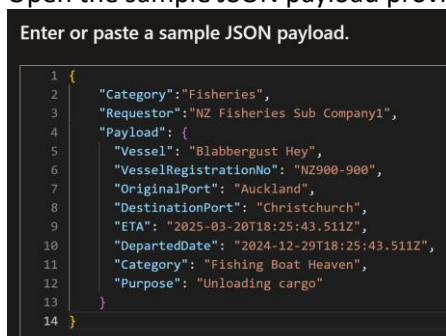 Open the sample JSON payload provi
Enter or paste a sample JSON payload.
1 {
2 "Category":"Fisheries",
3 "Requestor":"NZ Fisheries Sub Company1",
4 "Payload": {
5 "Vessel": "Blabbergust Hey",
6 "VesselRegistrationNo": "NZ900-900",
7 "OriginalPort": "Auckland",
8 "DestinationPort": "Christchurch",
9 "ETA": "2025-03-20T18:25:43.511Z",
10 "DepartedDate": "2024-12-29T18:25:43.511Z",
11 "Category": "Fishing Boat Heaven",
12 "Purpose": "Unloading cargo"
13 }
14 }